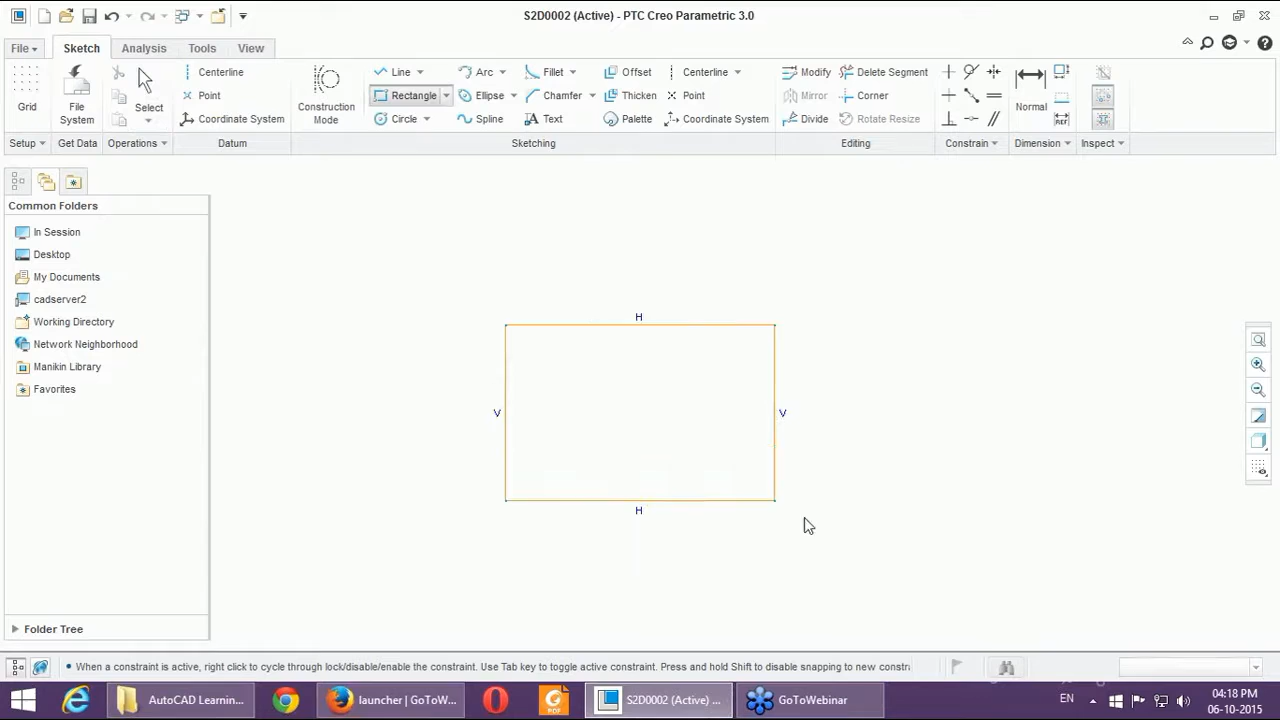 S2D0002 (Active) - PTC Creo Parametric 3.0
File Sketch Analysis Tools View
Centerline Line Arc Fillet Offset Centerline Modify Delete Segment
Point Rectangle Ellipse Chamfer Thicken Point Mirror Corner
Grid File System Select Coordinate System Construction Mode Circle Spline Text Palette Coordinate System Divide Rotate Resize Normal REF
Setup Get Data Operations Datum Sketching Editing Constrain Dimension Inspect
Common Folders
In Session
Desktop
My Documents
cadserver2
Working Directory
Network Neighborhood
Manikin Library
Favorites
H
V V
H
Folder Tree
• When a constraint is active, right click to cycle through lock/disable/enable the constraint. Use Tab key to toggle active constraint. Press and hold Shift to disable snapping to new constr
AutoCAD Learnin... launcher | GoToW... PDF S2D0002 (Active) ... GoToWebinar EN 04:18 PM
06-10-2015